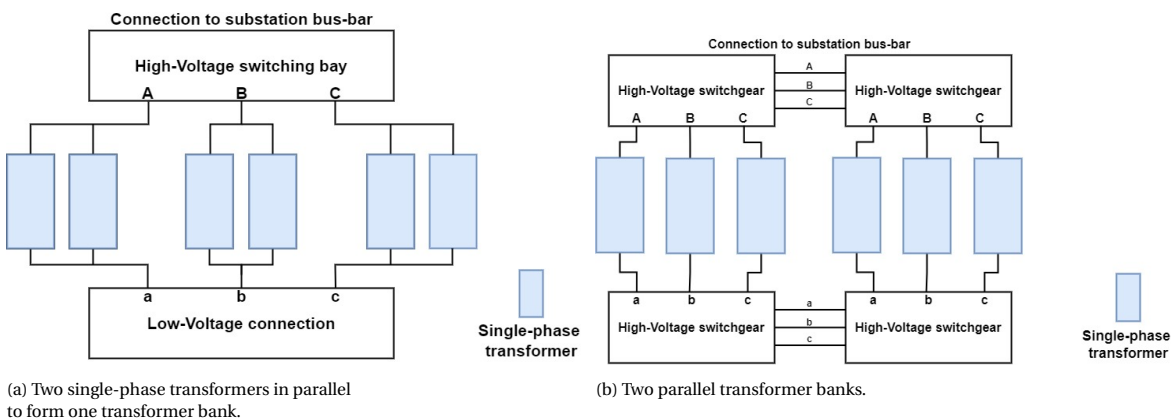 Connection to substation bus-bar
High-Voltage switching bay
A B C
a b c
Low-Voltage connection
Single-phase
transformer
(a) Two single-phase transformers in parallel
to form one transformer bank.
Connection to substation bus-bar
High-Voltage switchgear
A
B
C
High-Voltage switchgear
A B C
A B C
a b c
a b c
High-Voltage switchgear
a
b
c
High-Voltage switchgear
Single-phase
transformer
(b) Two parallel transformer banks.